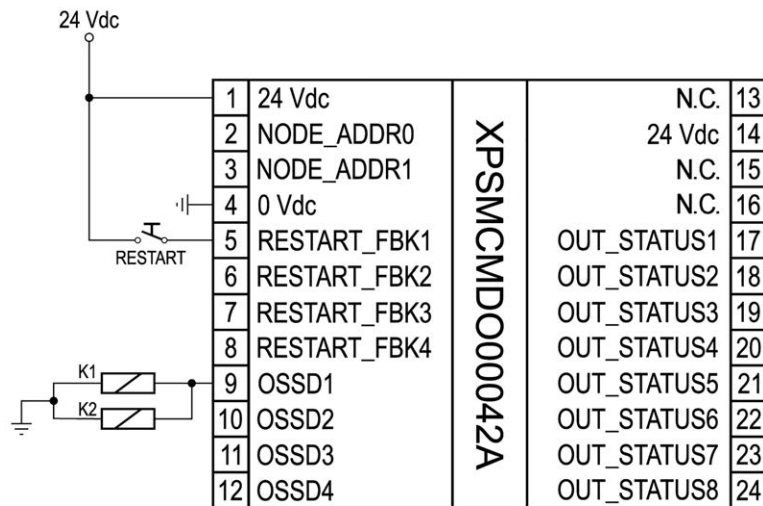 24 Vdc
1 24 Vdc
2 NODE_ADDR0
3 NODE_ADDR1
4 0 Vdc
5 RESTART_FBK1
RESTART
6 RESTART_FBK2
7 RESTART_FBK3
8 RESTART_FBK4
K1
9 OSSD1
K2
10 OSSD2
11 OSSD3
12 OSSD4
XPSMCMDO00042A
N.C. 13
24 Vdc 14
N.C. 15
N.C. 16
OUT_STATUS1 17
OUT_STATUS2 18
OUT_STATUS3 19
OUT_STATUS4 20
OUT_STATUS5 21
OUT_STATUS6 22
OUT_STATUS7 23
OUT_STATUS8 24